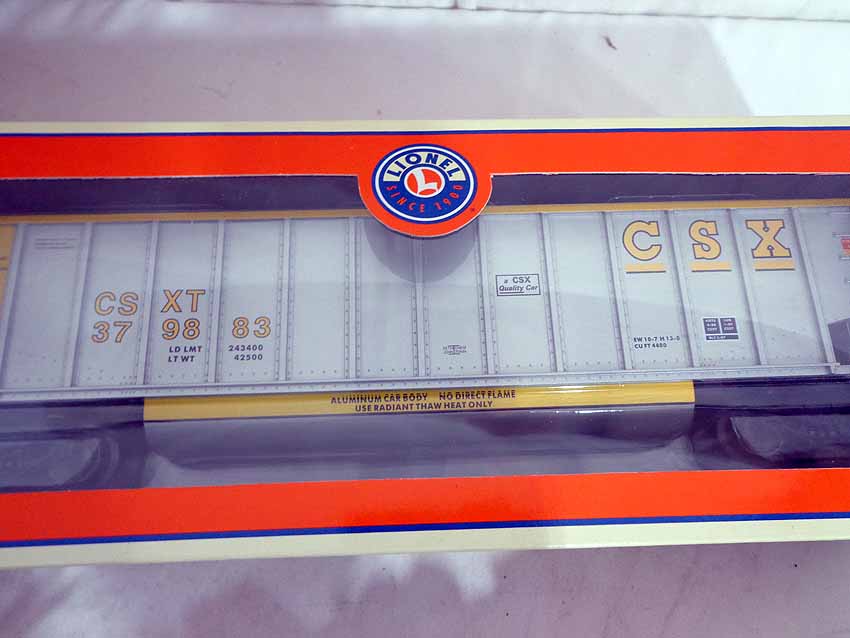 LIONEL
L
SINCE 1900
CSX
a CSX
Quality Car
CSXT
379883
LD LMT 243400
LT WT 42500
EW 10-7 H 13-0
CU FT 4400
ALUMINUM CAR BODY NO DIRECT FLAME
USE RADIANT THAW HEAT ONLY